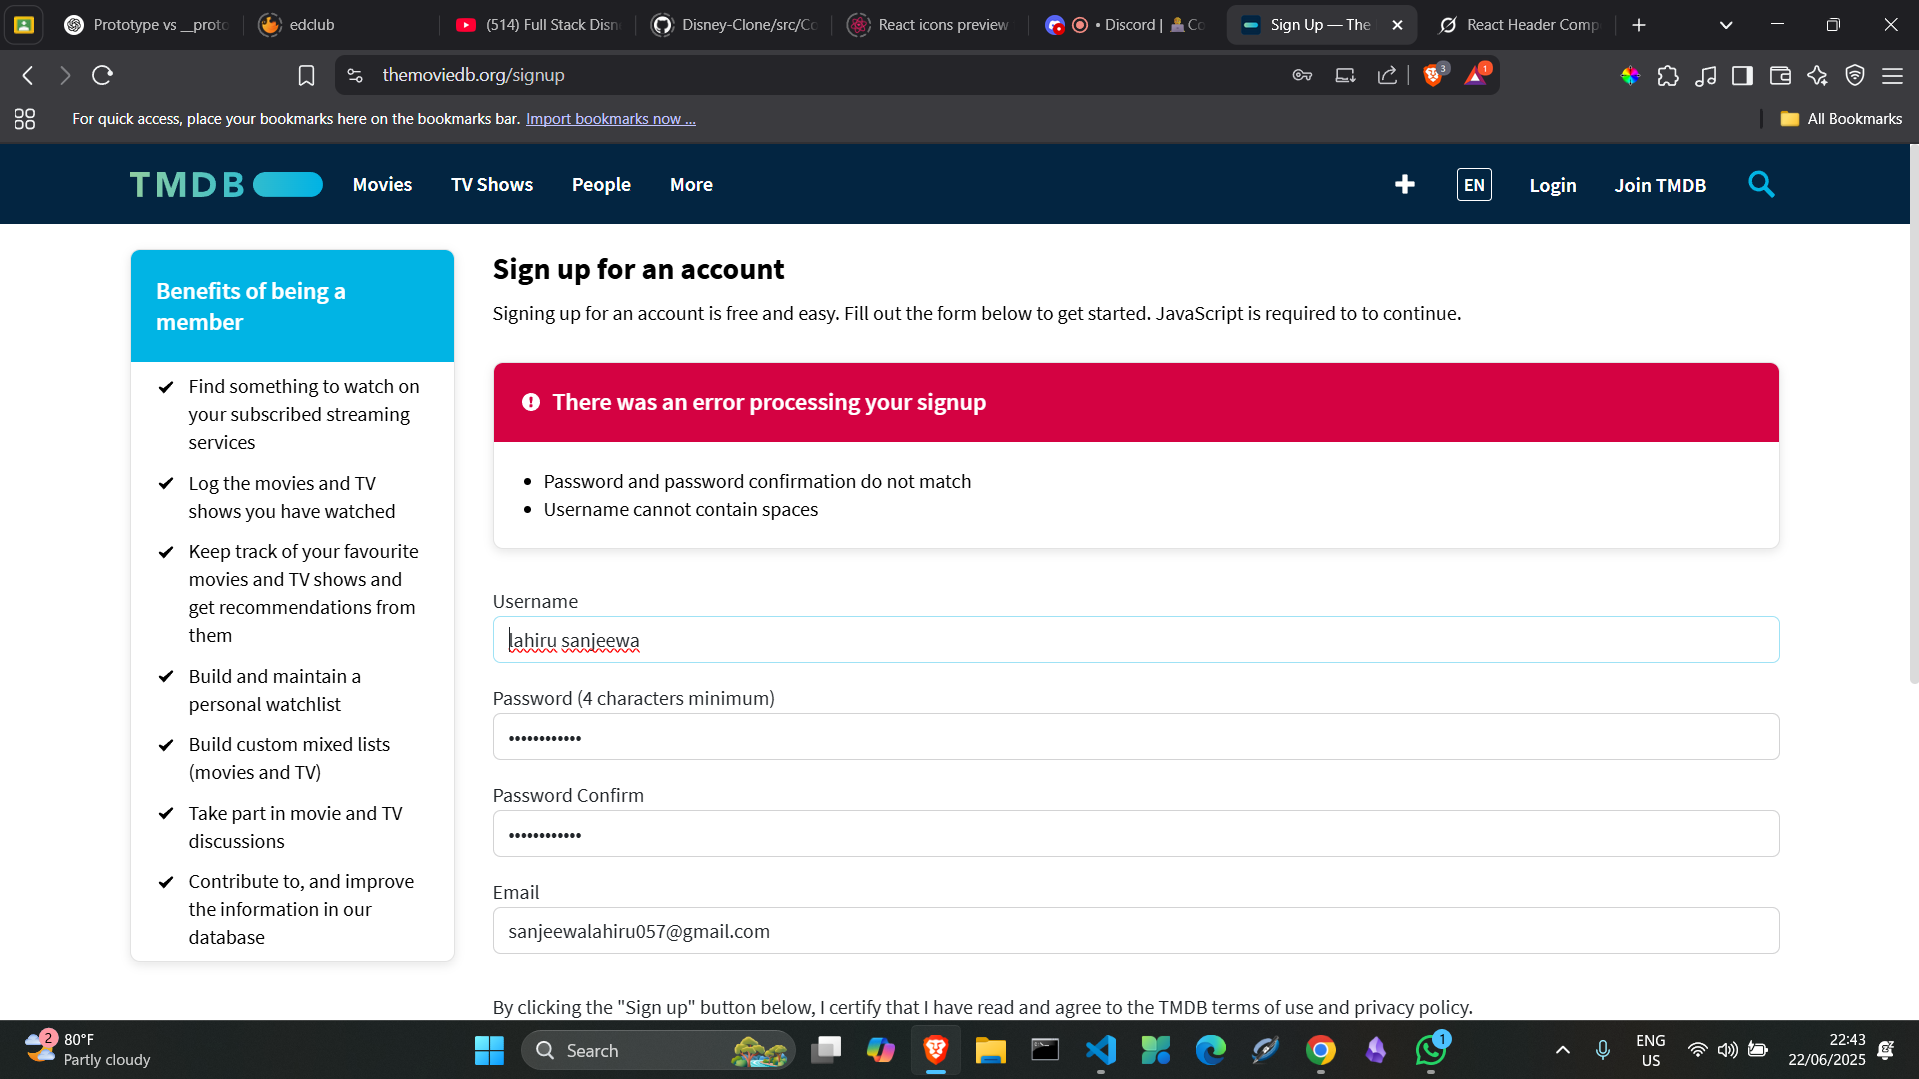 Prototype vs __proto
edclub
(514) Full Stack Disn
Disney-Clone/src/Co
React icons preview
• Discord | Co
Sign Up — The
React Header Comp
themoviedb.org/signup
3
1
For quick access, place your bookmarks here on the bookmarks bar. Import bookmarks now ...
All Bookmarks
TMDB
Movies
TV Shows
People
More
EN
Login
Join TMDB
Benefits of being a
member
Find something to watch on
your subscribed streaming
services
Log the movies and TV
shows you have watched
Keep track of your favourite
movies and TV shows and
get recommendations from
them
Build and maintain a
personal watchlist
Build custom mixed lists
(movies and TV)
Take part in movie and TV
discussions
Contribute to, and improve
the information in our
database
Sign up for an account
Signing up for an account is free and easy. Fill out the form below to get started. JavaScript is required to to continue.
There was an error processing your signup
• Password and password confirmation do not match
• Username cannot contain spaces
Username
lahiru sanjeewa
Password (4 characters minimum)
••••••••••••
Password Confirm
••••••••••••
Email
sanjeewalahiru057@gmail.com
By clicking the "Sign up" button below, I certify that I have read and agree to the TMDB terms of use and privacy policy.
2
80°F
Partly cloudy
Search
1
ENG
US
22:43
22/06/2025